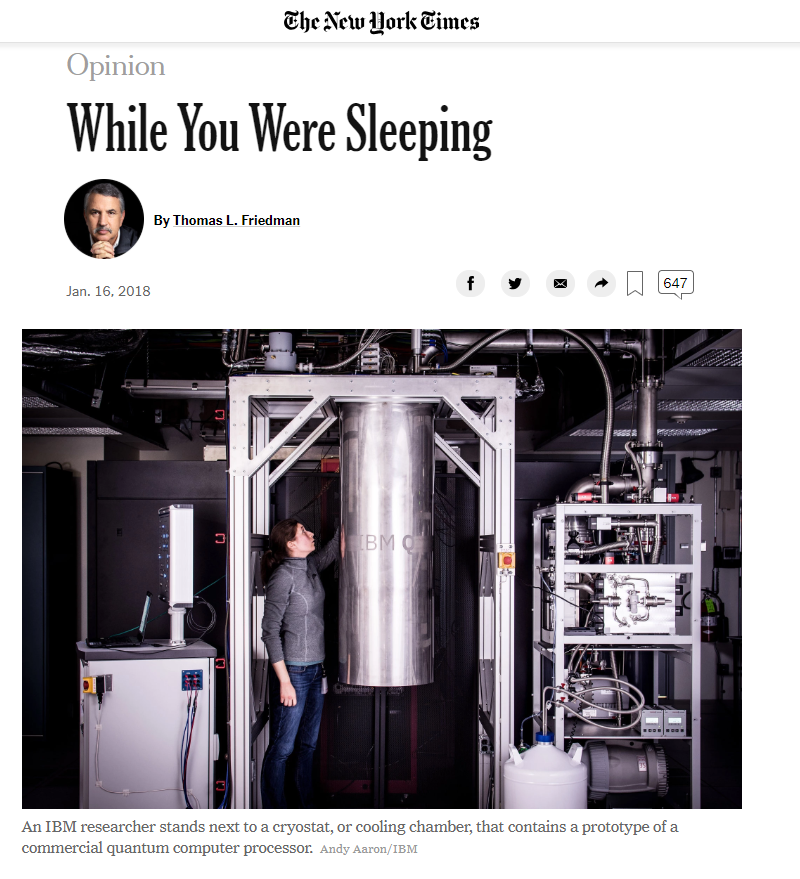 The New York Times
Opinion
While You Were Sleeping
By Thomas L. Friedman
Jan. 16, 2018
647
IBM Q
An IBM researcher stands next to a cryostat, or cooling chamber, that contains a prototype of a
commercial quantum computer processor. Andy Aaron/IBM